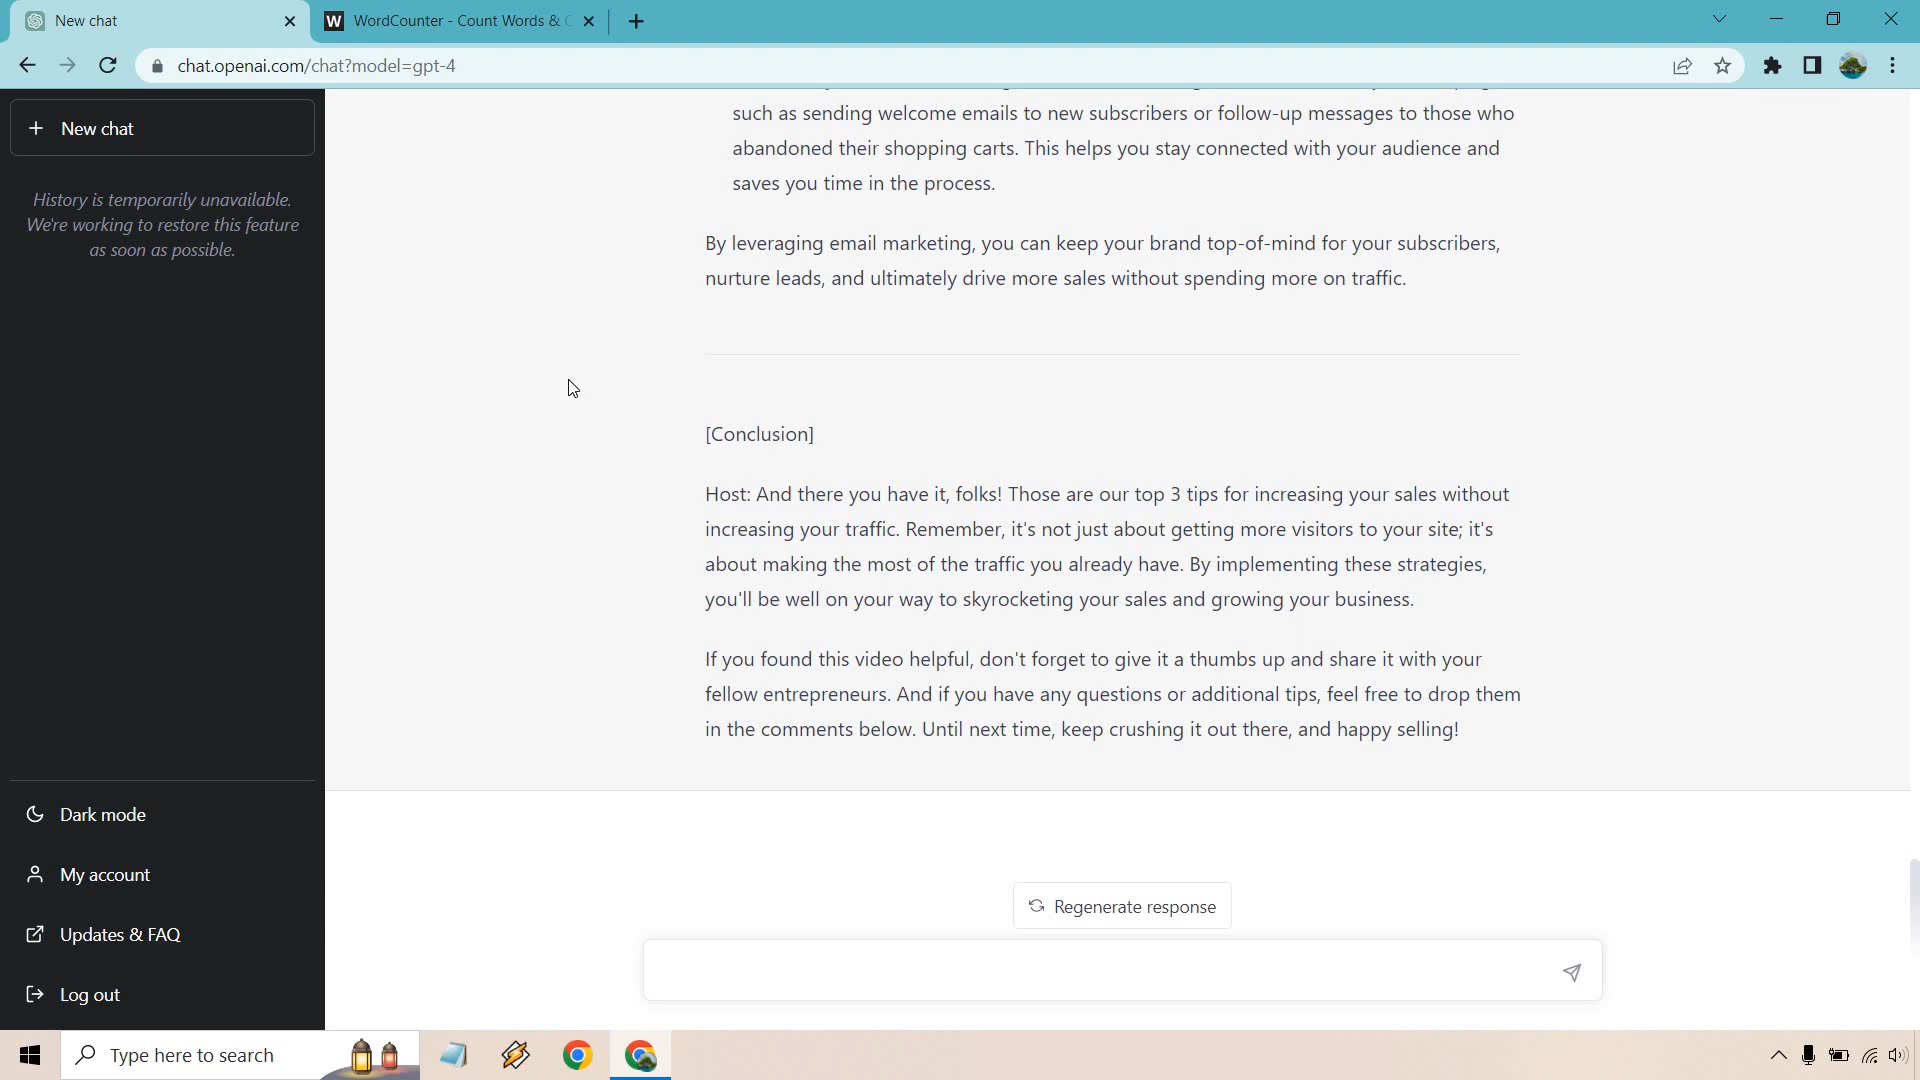 New chat
WordCounter - Count Words &
chat.openai.com/chat?model=gpt-4
New chat
History is temporarily unavailable.
We're working to restore this feature
as soon as possible.
Dark mode
My account
Updates & FAQ
Log out
such as sending welcome emails to new subscribers or follow-up messages to those who
abandoned their shopping carts. This helps you stay connected with your audience and
saves you time in the process.
By leveraging email marketing, you can keep your brand top-of-mind for your subscribers,
nurture leads, and ultimately drive more sales without spending more on traffic.
[Conclusion]
Host: And there you have it, folks! Those are our top 3 tips for increasing your sales without
increasing your traffic. Remember, it's not just about getting more visitors to your site; it's
about making the most of the traffic you already have. By implementing these strategies,
you'll be well on your way to skyrocketing your sales and growing your business.
If you found this video helpful, don't forget to give it a thumbs up and share it with your
fellow entrepreneurs. And if you have any questions or additional tips, feel free to drop them
in the comments below. Until next time, keep crushing it out there, and happy selling!
Regenerate response
Type here to search